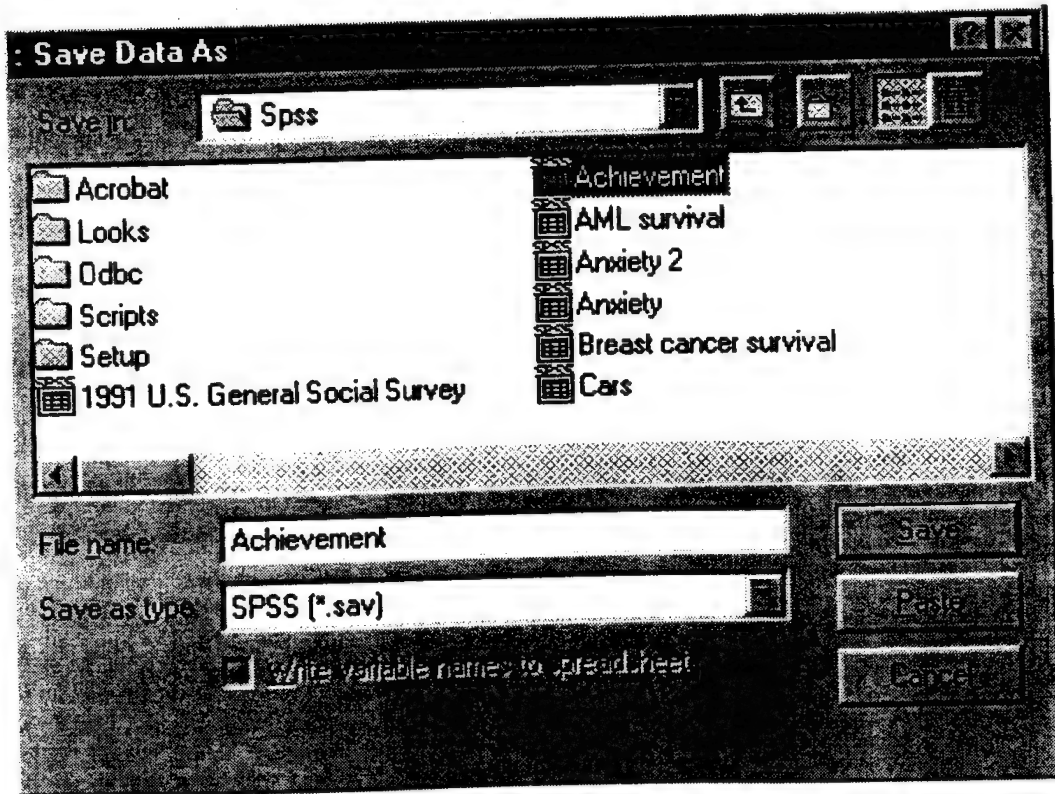 : Save Data As
Save in: Spss
Acrobat
Looks
Odbc
Scripts
Setup
1991 U.S. General Social Survey
Achievement
AML survival
Anxiety 2
Anxiety
Breast cancer survival
Cars
File name: Achievement
Save as type: SPSS (*.sav)
Write variable names to spreadsheet
Save
Paste
Cancel